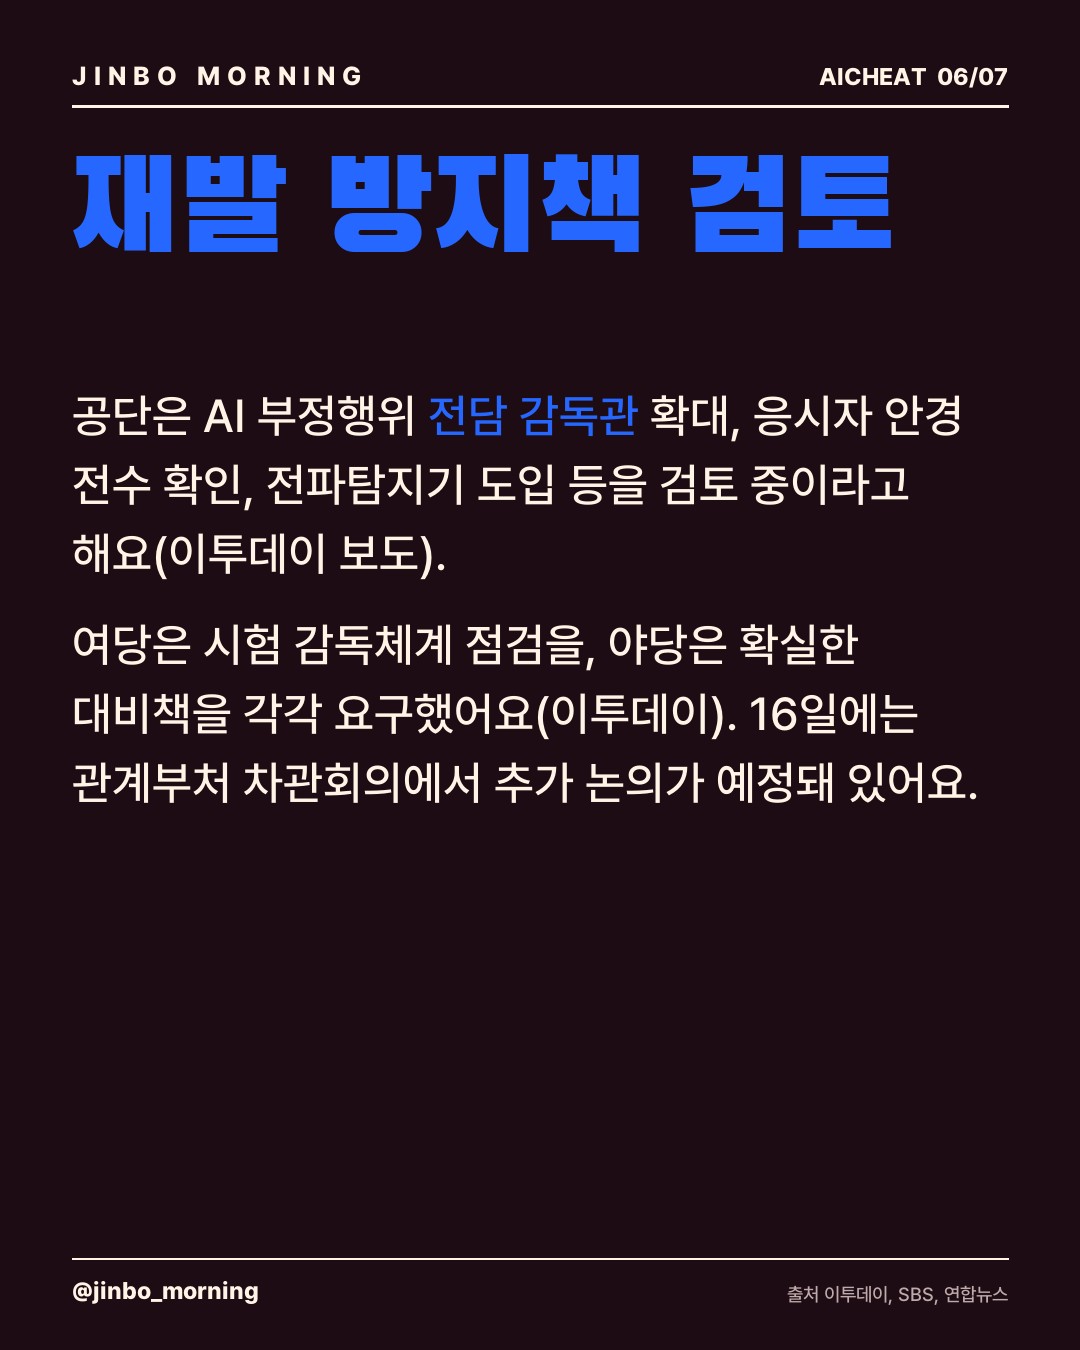 JINBO MORNING
AICHEAT 06/07
재발 방지책 검토
공단은 AI 부정행위 전담 감독관 확대, 응시자 안경
전수 확인, 전파탐지기 도입 등을 검토 중이라고
해요(이투데이 보도).
여당은 시험 감독체계 점검을, 야당은 확실한
대비책을 각각 요구했어요(이투데이). 16일에는
관계부처 차관회의에서 추가 논의가 예정돼 있어요.
@jinbo_morning
출처 이투데이, SBS, 연합뉴스